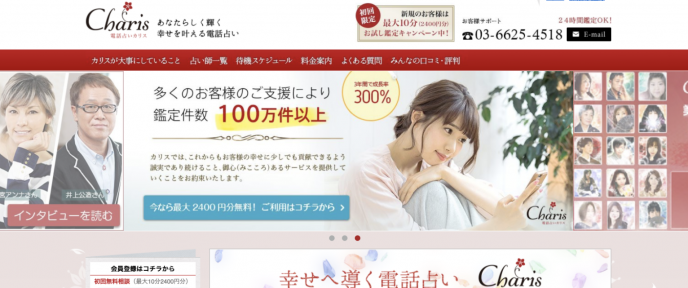 Charis
電話占いカリス
あなたらしく輝く
幸せを叶える電話占い
初回
限定
新規のお客様は
最大10分(2400円分)
お試し鑑定キャンペーン中!
お客様サポート
24時間鑑定OK!
03-6625-4518
E-mail
カリスが大事にしていること 占い師一覧 待機スケジュール 料金案内 よくある質問 みんなの口コミ・評判
多くのお客様のご支援により
鑑定件数 100万件以上
3年間で成長率
300%
カリスでは、これからもお客様の幸せに少しでも貢献できるよう
誠実であり続けること、御心(みこころ)あるサービスを提供して
いくことをお約束いたします。
今なら最大2400円分無料! ご利用はコチラから
アンナさん
井上公造さん
インタビューを読む
Charis
電話占いカリス
会員登録はコチラから
初回無料相談 (最大10分2400円分)
幸せへ導く電話占い
Charis